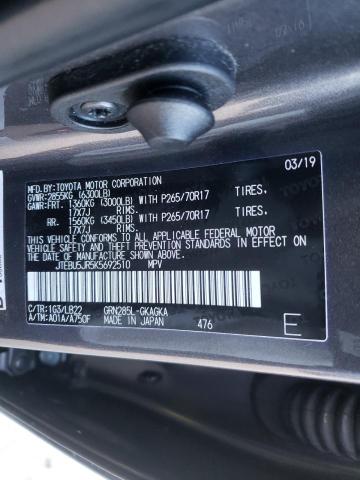 MFD.BY:TOYOTA MOTOR CORPORATION 03/19
GVWR:2855KG (6300LB)
GAWR:FRT. 1360KG (3000LB) WITH P265/70R17 TIRES,
17X7J RIMS.
RR. 1560KG (3450LB) WITH P265/70R17 TIRES,
17X7J RIMS.
THIS VEHICLE CONFORMS TO ALL APPLICABLE FEDERAL MOTOR
VEHICLE SAFETY STANDARDS IN EFFECT ON THE DATE OF
MANUFACTURE SHOWN ABOVE.
JTEBU5JR5K5692510 MPV
C/TR:1G3/LB22 GRN285L-GKAGKA
A/TM:A01A/A750F MADE IN JAPAN 476 E